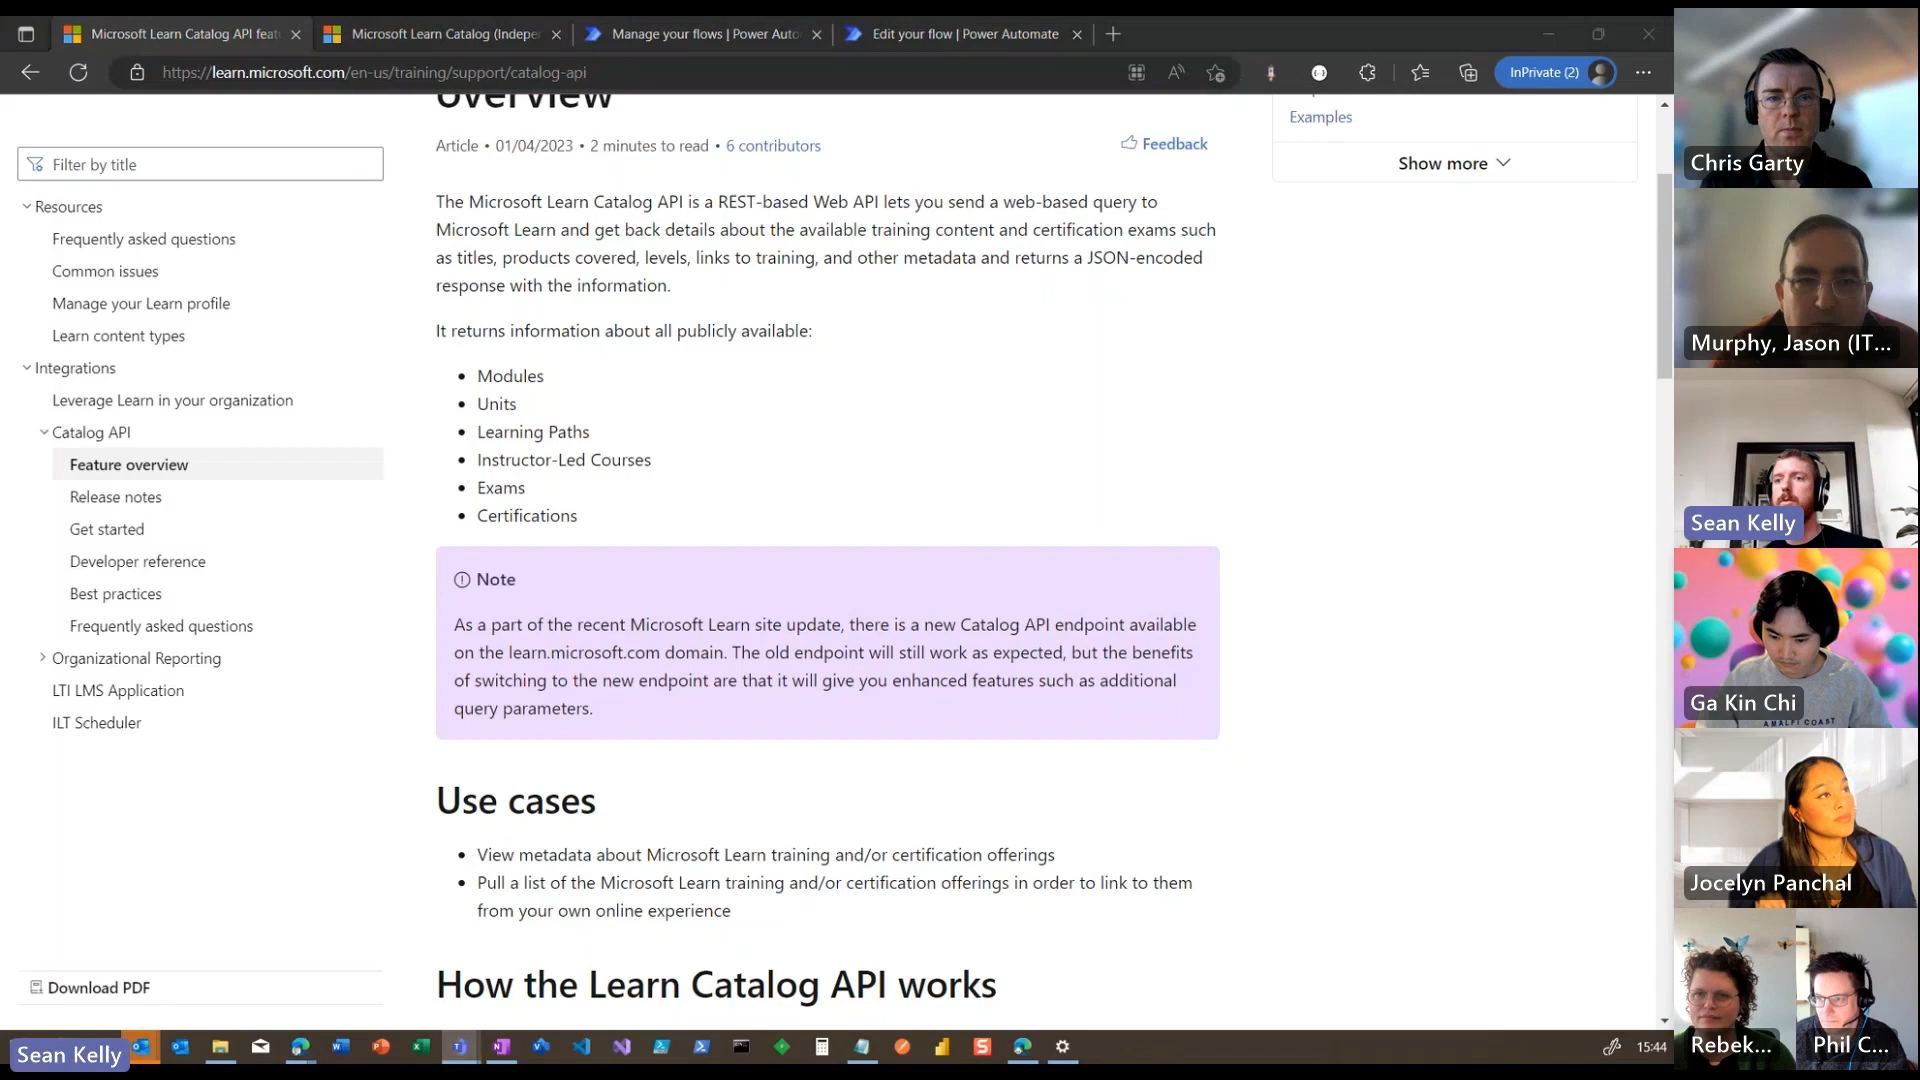 Microsoft Learn Catalog API feat
Microsoft Learn Catalog (Indepe
Manage your flows | Power Auto
Edit your flow | Power Automate
https://learn.microsoft.com/en-us/training/support/catalog-api
InPrivate (2)
overview
Article • 01/04/2023 • 2 minutes to read • 6 contributors
Feedback
Examples
Show more
Filter by title
Resources
Frequently asked questions
Common issues
Manage your Learn profile
Learn content types
Integrations
Leverage Learn in your organization
Catalog API
Feature overview
Release notes
Get started
Developer reference
Best practices
Frequently asked questions
Organizational Reporting
LTI LMS Application
ILT Scheduler
Download PDF
The Microsoft Learn Catalog API is a REST-based Web API lets you send a web-based query to
Microsoft Learn and get back details about the available training content and certification exams such
as titles, products covered, levels, links to training, and other metadata and returns a JSON-encoded
response with the information.
It returns information about all publicly available:
• Modules
• Units
• Learning Paths
• Instructor-Led Courses
• Exams
• Certifications
Note
As a part of the recent Microsoft Learn site update, there is a new Catalog API endpoint available
on the learn.microsoft.com domain. The old endpoint will still work as expected, but the benefits
of switching to the new endpoint are that it will give you enhanced features such as additional
query parameters.
Use cases
• View metadata about Microsoft Learn training and/or certification offerings
• Pull a list of the Microsoft Learn training and/or certification offerings in order to link to them
from your own online experience
How the Learn Catalog API works
Sean Kelly
15:44
Chris Garty
Murphy, Jason (IT...
Sean Kelly
Ga Kin Chi
AMALFI COAST
Jocelyn Panchal
Rebek...
Phil C...